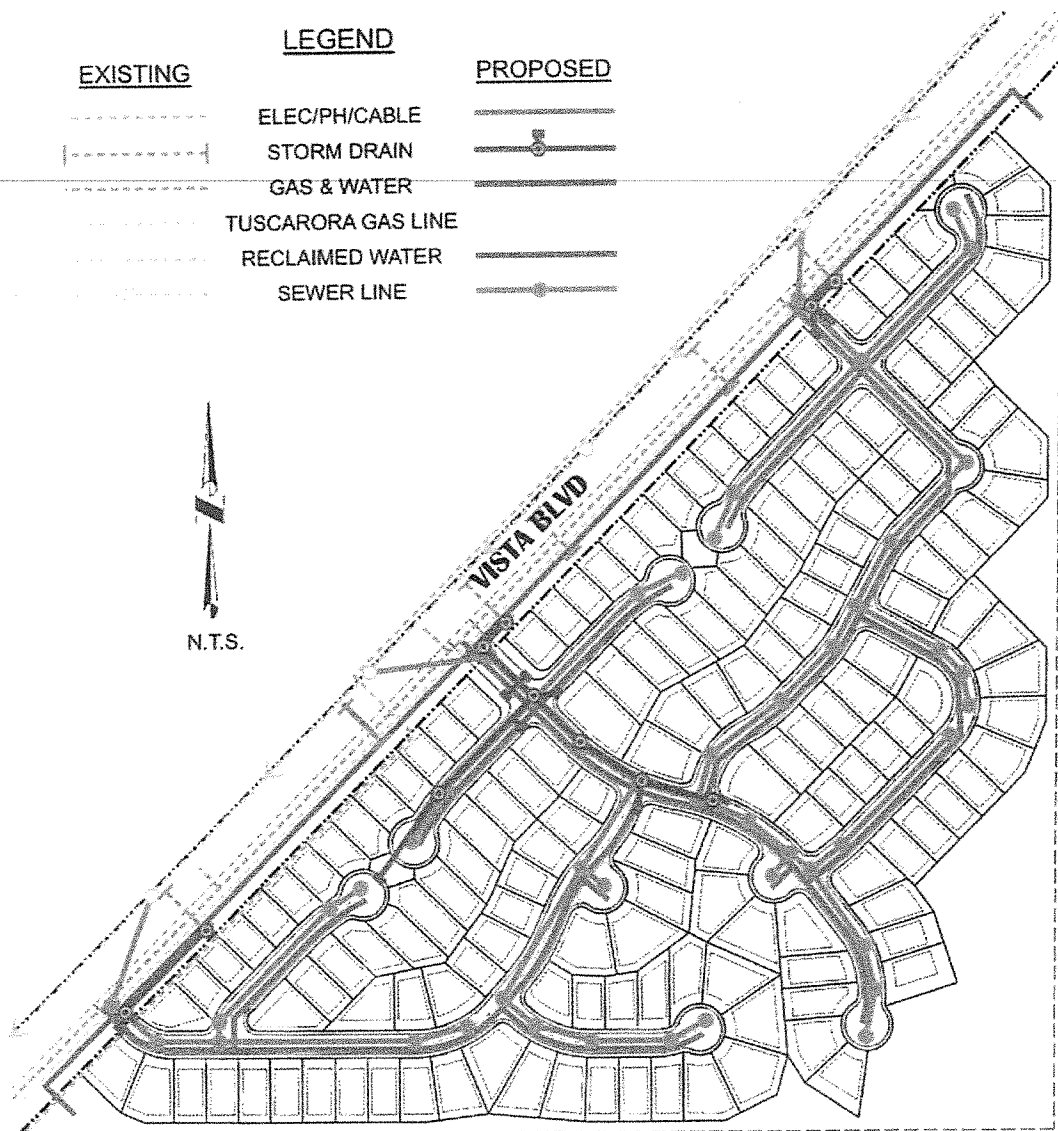 LEGEND
EXISTING
PROPOSED
ELEC/PH/CABLE
STORM DRAIN
GAS & WATER
TUSCARORA GAS LINE
RECLAIMED WATER
SEWER LINE
VISTA BLVD
N.T.S.